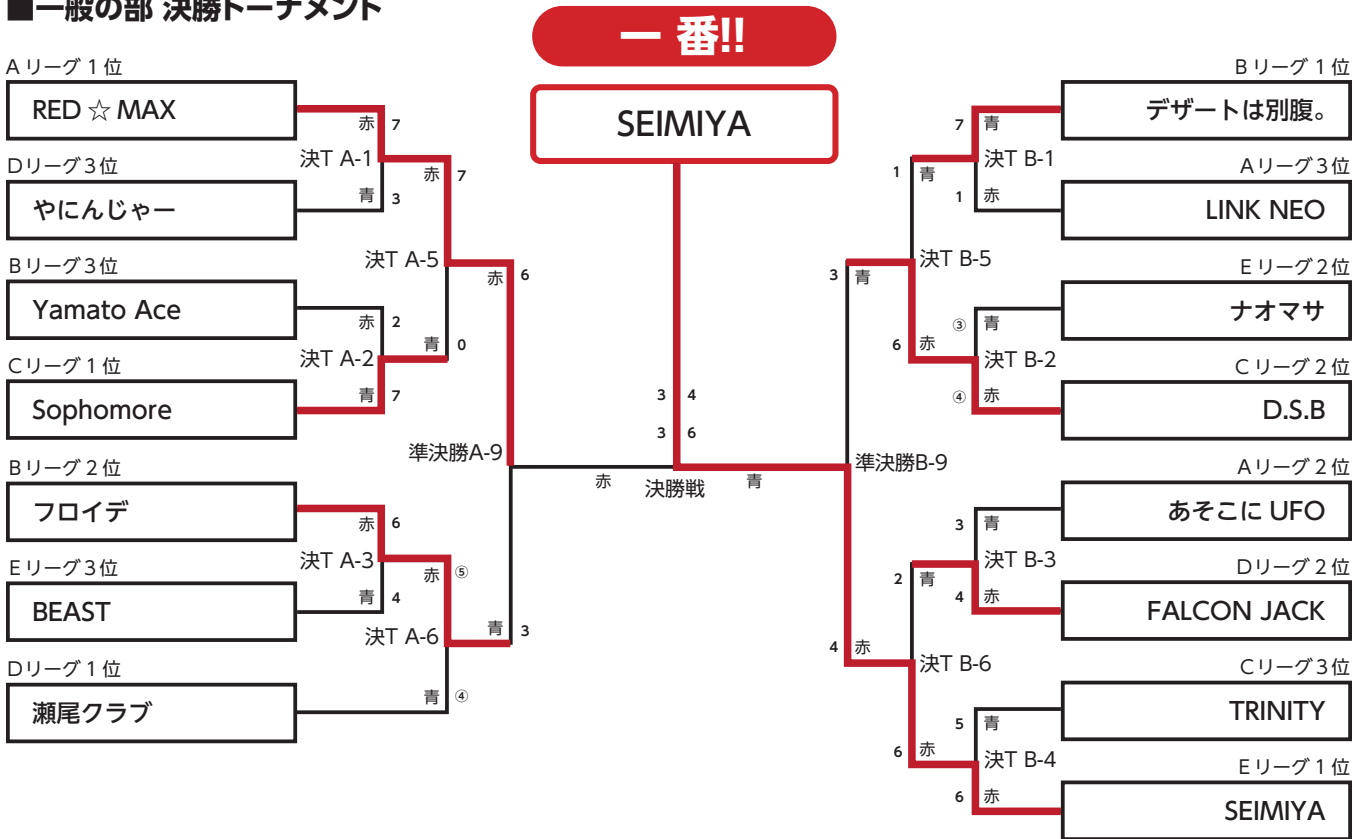 ■一般の部 決勝トーナメント
一 番!!
SEIMIYA
Aリーグ1位
RED ☆ MAX
赤 7
決T A-1
Dリーグ3位
青 3
やにんじゃー
赤 7
決T A-5
Bリーグ3位
Yamato Ace
赤 2
決T A-2
青 0
Cリーグ1位
青 7
Sophomore
赤 6
準決勝A-9
Bリーグ2位
フロイデ
赤 6
決T A-3
Eリーグ3位
青 4
BEAST
赤 ⑤
決T A-6
青 3
Dリーグ1位
青 ④
瀬尾クラブ
3 4
3 6
赤 決勝戦 青
Bリーグ1位
デザートは別腹。
7 青
決T B-1
Aリーグ3位
1 赤
LINK NEO
1 青
決T B-5
Eリーグ2位
ナオマサ
③ 青
決T B-2
6 赤
Cリーグ2位
④ 赤
D.S.B
3 青
準決勝B-9
Aリーグ2位
あそこに UFO
3 青
決T B-3
Dリーグ2位
4 赤
FALCON JACK
2 青
決T B-6
4 赤
Cリーグ3位
TRINITY
5 青
決T B-4
6 赤
Eリーグ1位
6 赤
SEIMIYA